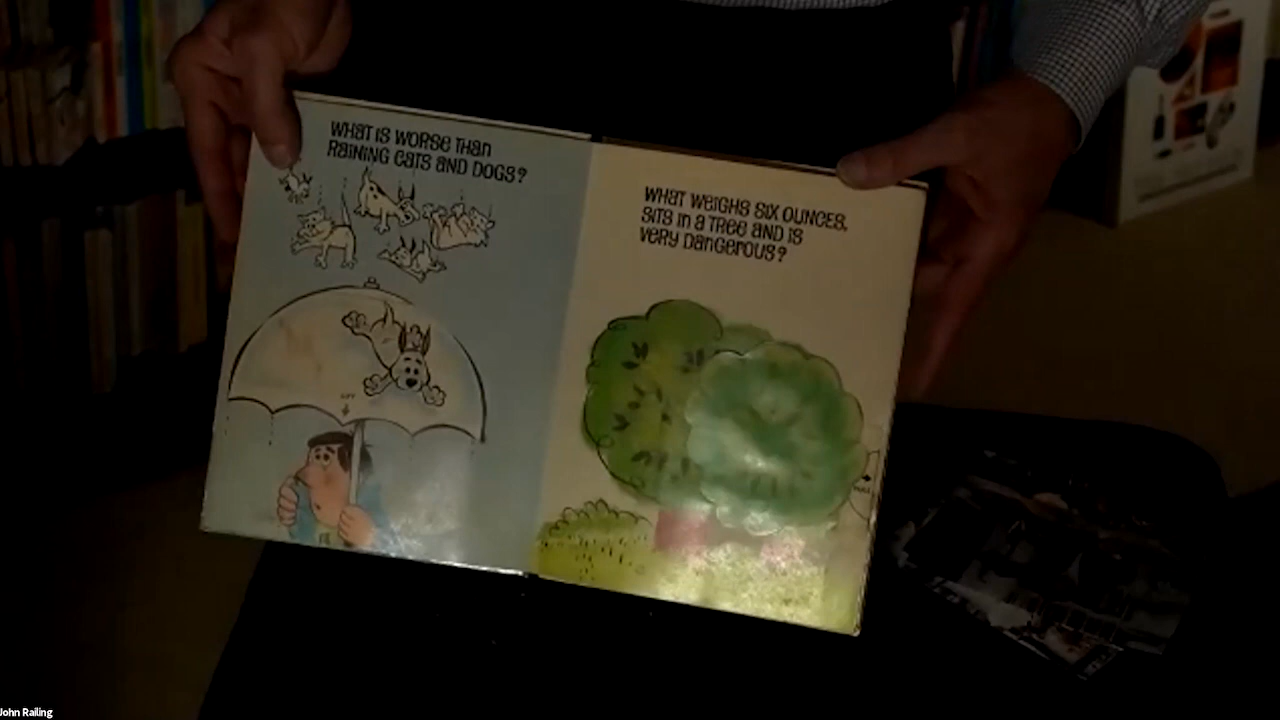 WHAT IS WORSE THAN
RAINING CATS AND DOGS?
WHAT WEIGHS SIX OUNCES,
SITS IN A TREE AND IS
VERY DANGEROUS?
John Railing